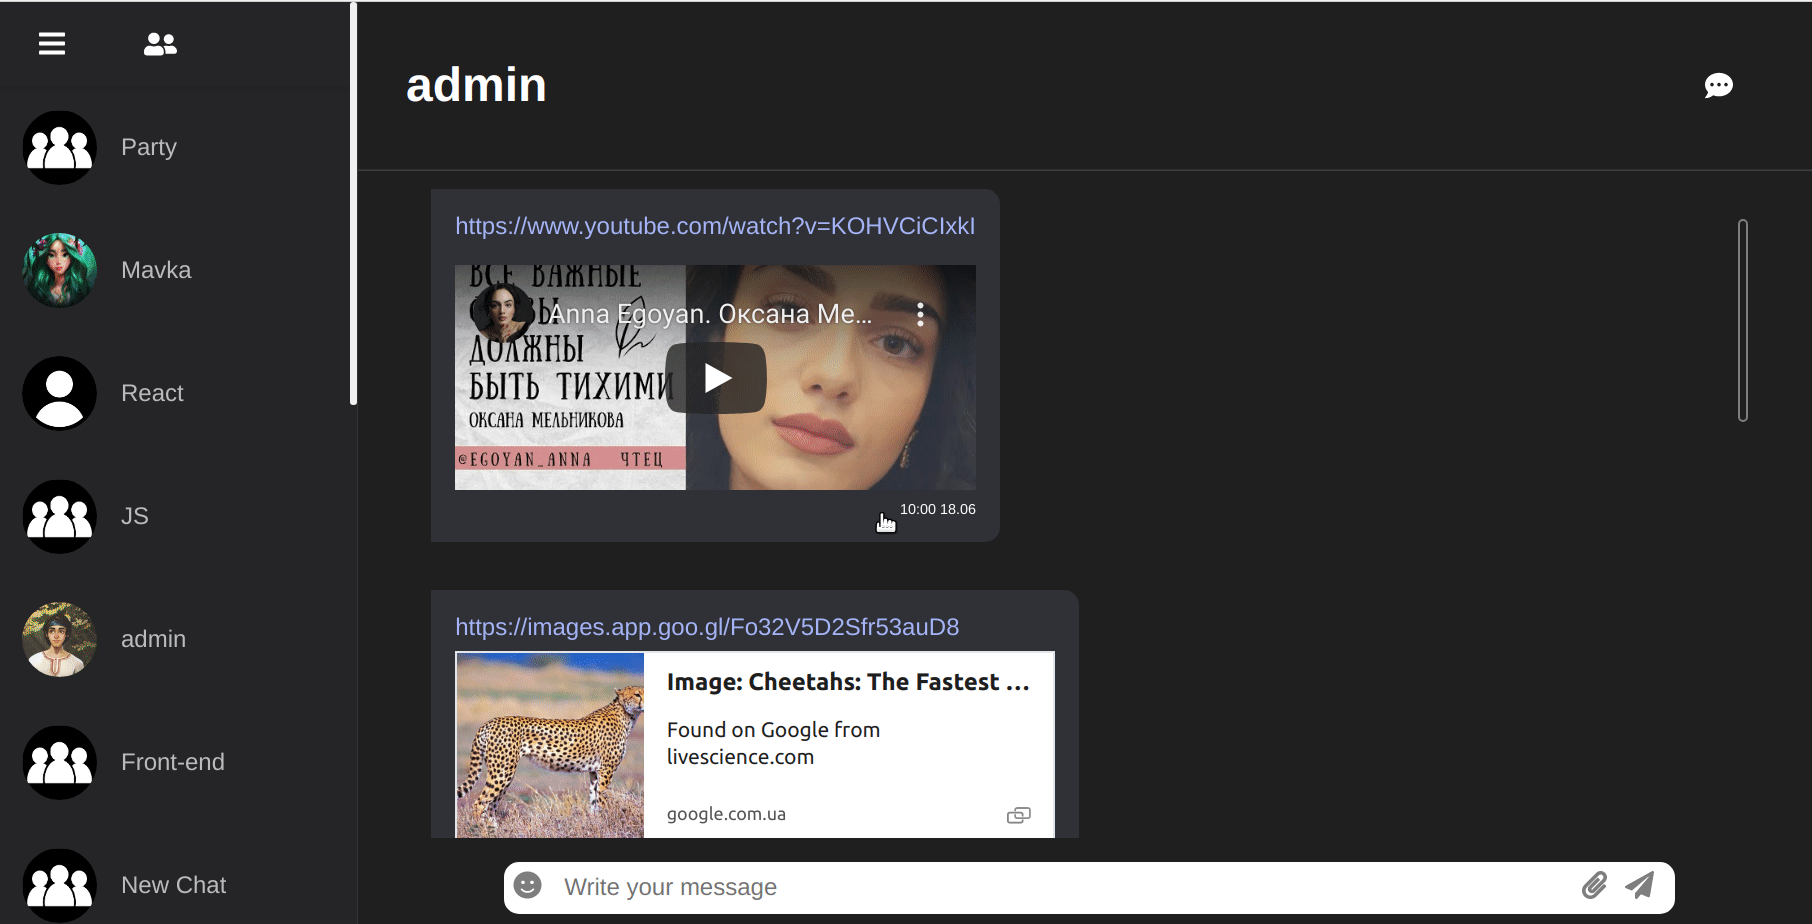 admin
Party
Mavka
React
JS
admin
Front-end
New Chat
https://www.youtube.com/watch?v=KOHVCiCIxkI
Anna Egoyan. Оксана Ме...
ВСЕ ВАЖНЫЕ
ДОЛЖНЫ
БЫТЬ ТИХИМИ
ОКСАНА МЕЛЬНИКОВА
@EGOYAN_ANNA ЧТЕЦ
10:00 18.06
https://images.app.goo.gl/Fo32V5D2Sfr53auD8
Image: Cheetahs: The Fastest ...
Found on Google from
livescience.com
google.com.ua
Write your message